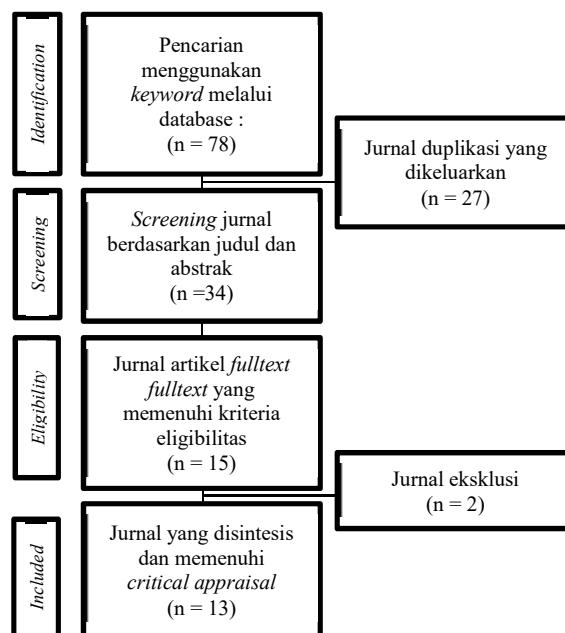 Identification
Pencarian
menggunakan
keyword melalui
database :
(n = 78)
Jurnal duplikasi yang
dikeluarkan
(n = 27)
Screening
Screening jurnal
berdasarkan judul dan
abstrak
(n =34)
Eligibility
Jurnal artikel fulltext
fulltext yang
memenuhi kriteria
eligibilitas
(n = 15)
Jurnal eksklusi
(n = 2)
Included
Jurnal yang disintesis
dan memenuhi
critical appraisal
(n = 13)